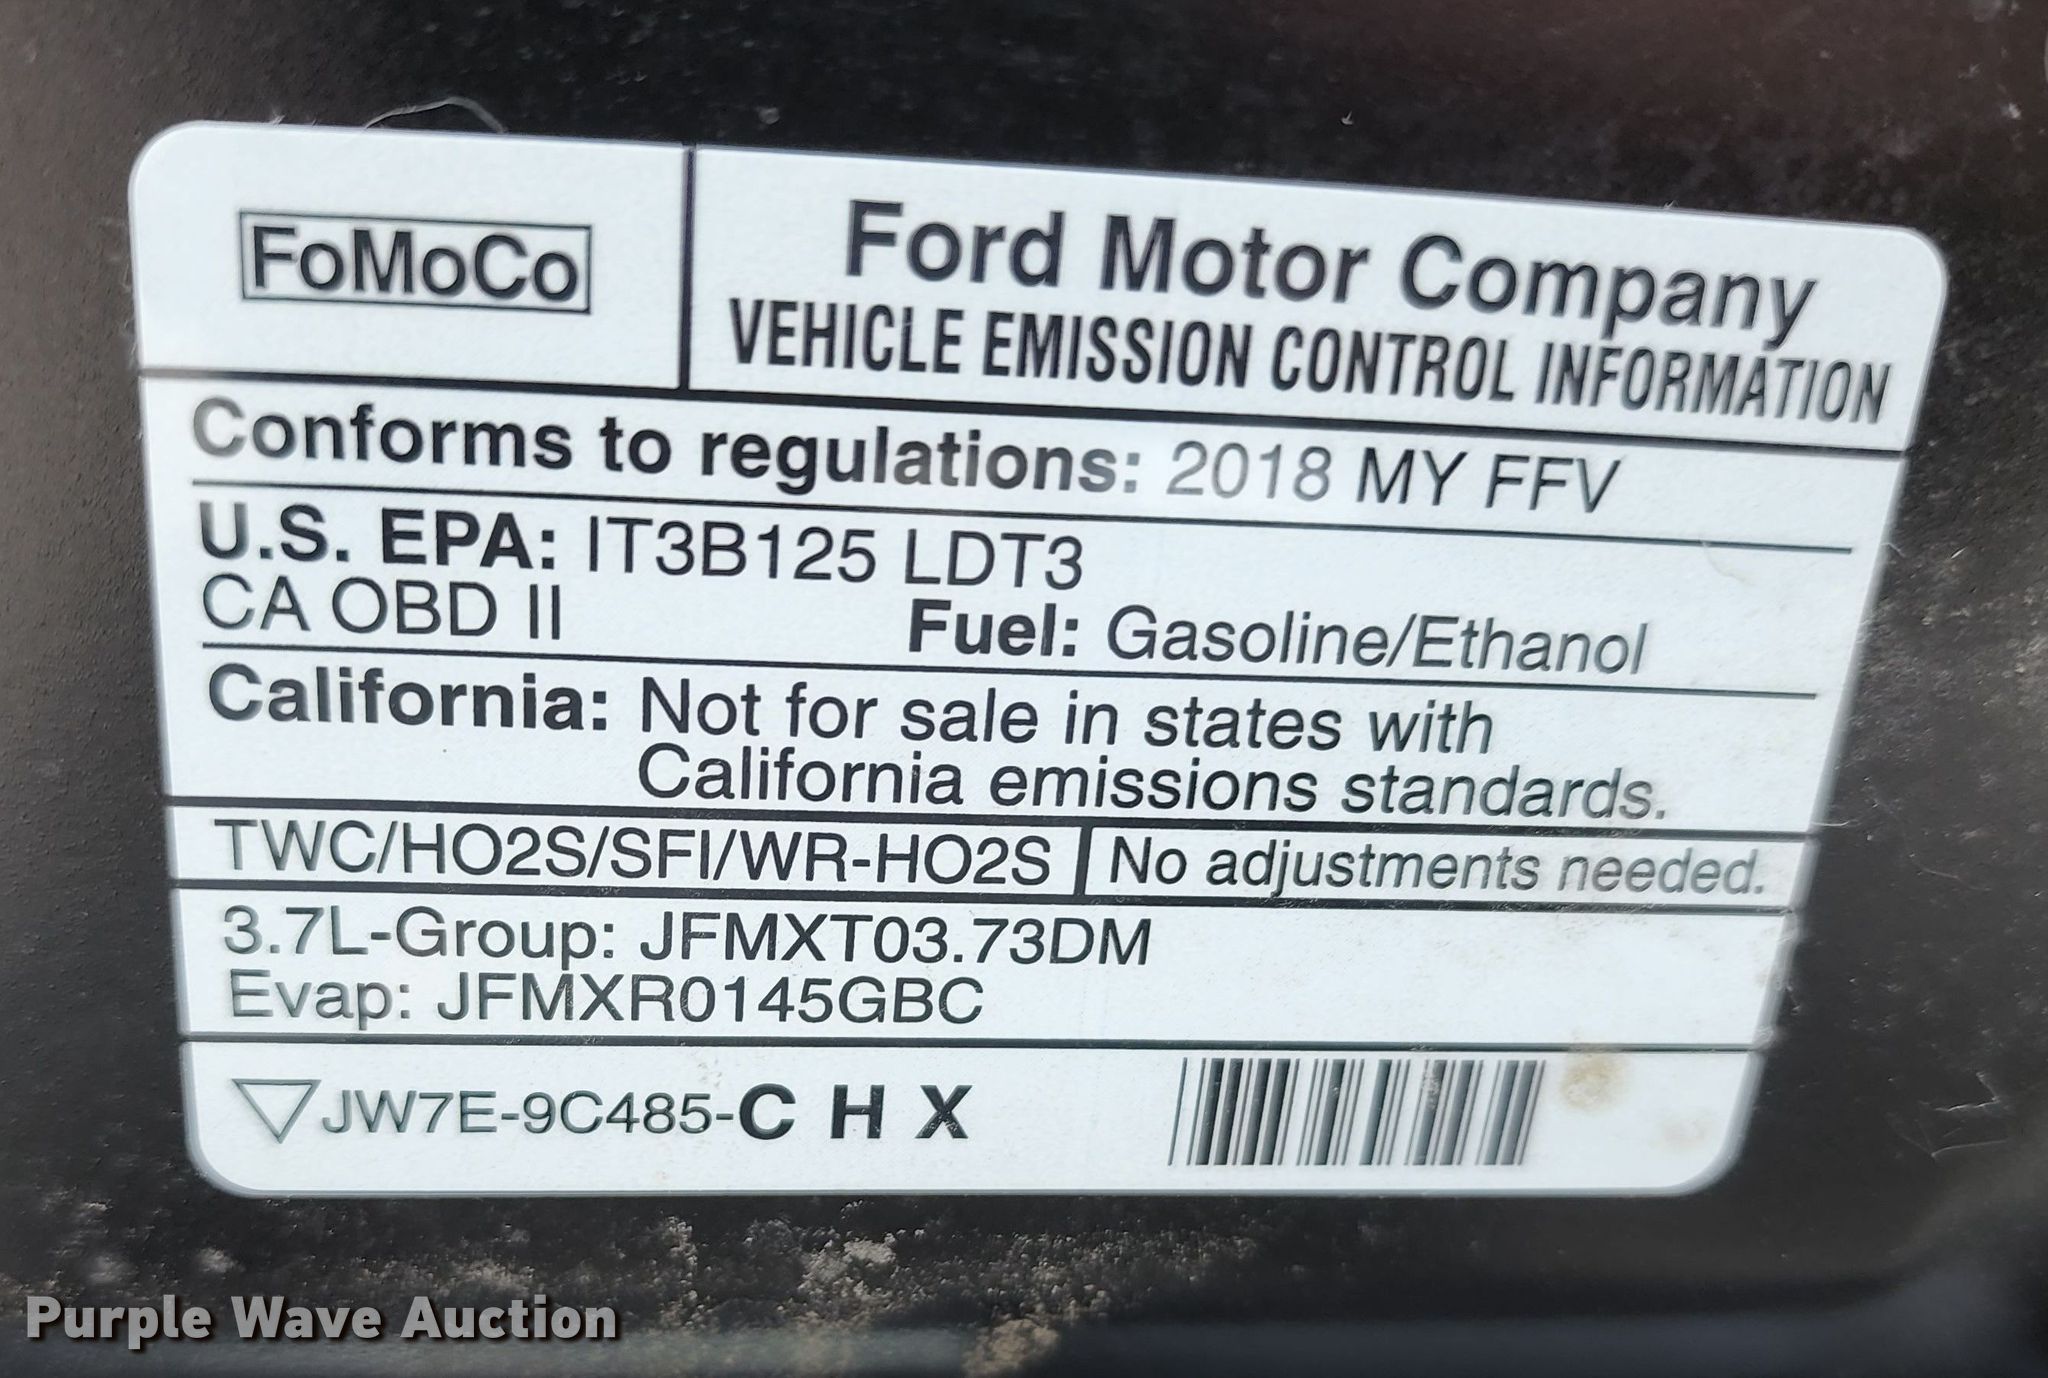 FoMoCo
Ford Motor Company
VEHICLE EMISSION CONTROL INFORMATION
Conforms to regulations: 2018 MY FFV
U.S. EPA: IT3B125 LDT3
CA OBD II
Fuel: Gasoline/Ethanol
California: Not for sale in states with
California emissions standards.
TWC/HO2S/SFI/WR-HO2S
No adjustments needed.
3.7L-Group: JFMXT03.73DM
Evap: JFMXR0145GBC
JW7E-9C485-C H X
Purple Wave Auction